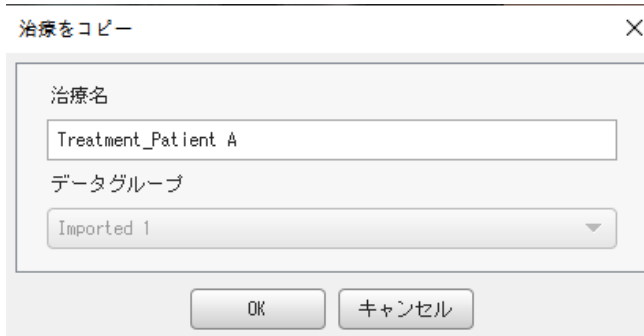 治療をコピー
治療名
Treatment_Patient A
データグループ
Imported 1
OK
キャンセル